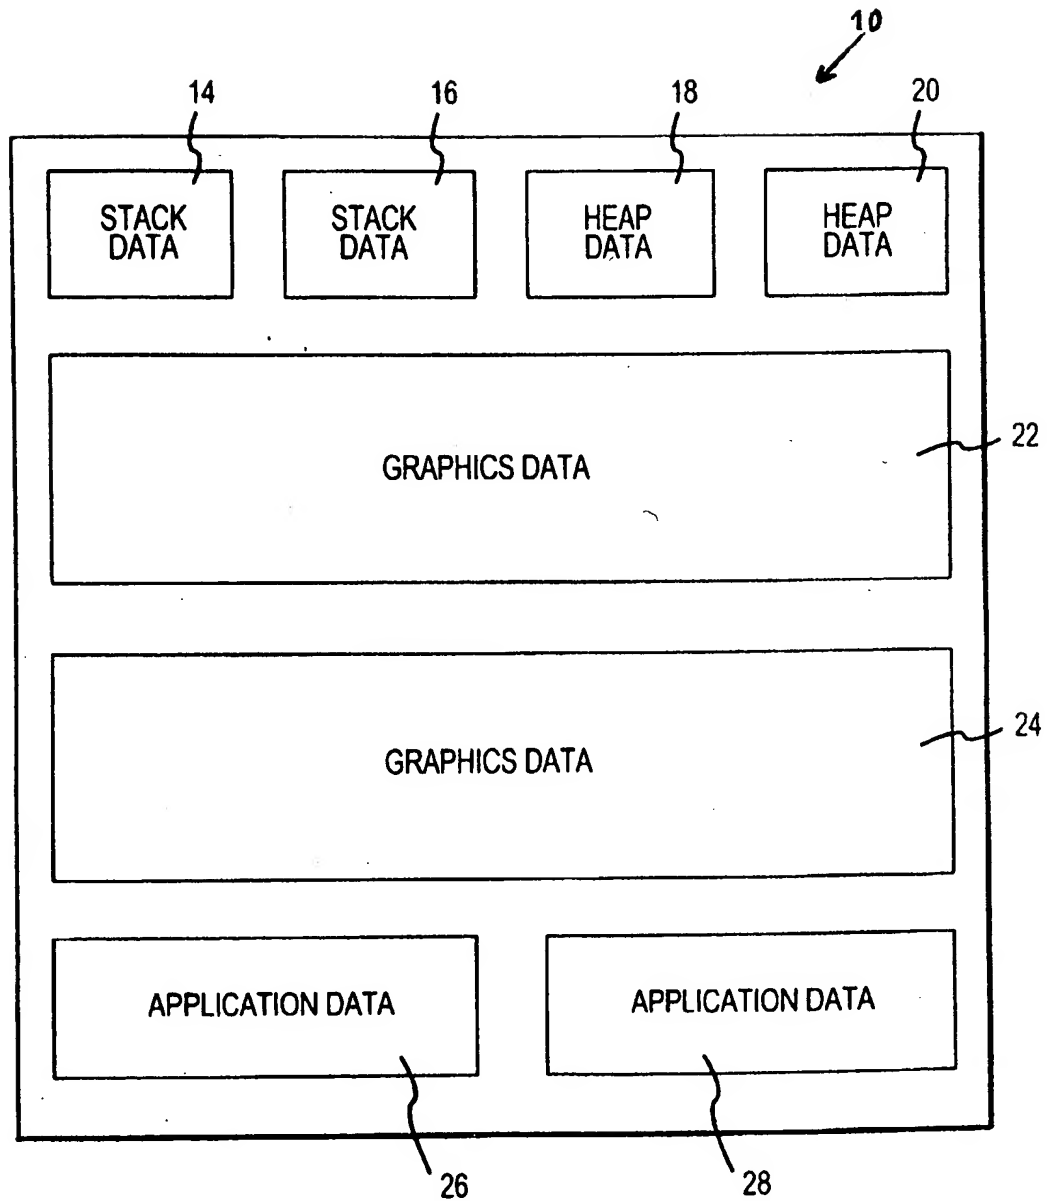 10
14
16
18
20
STACK
DATA
STACK
DATA
HEAP
DATA
HEAP
DATA
22
GRAPHICS DATA
24
GRAPHICS DATA
APPLICATION DATA
APPLICATION DATA
26
28